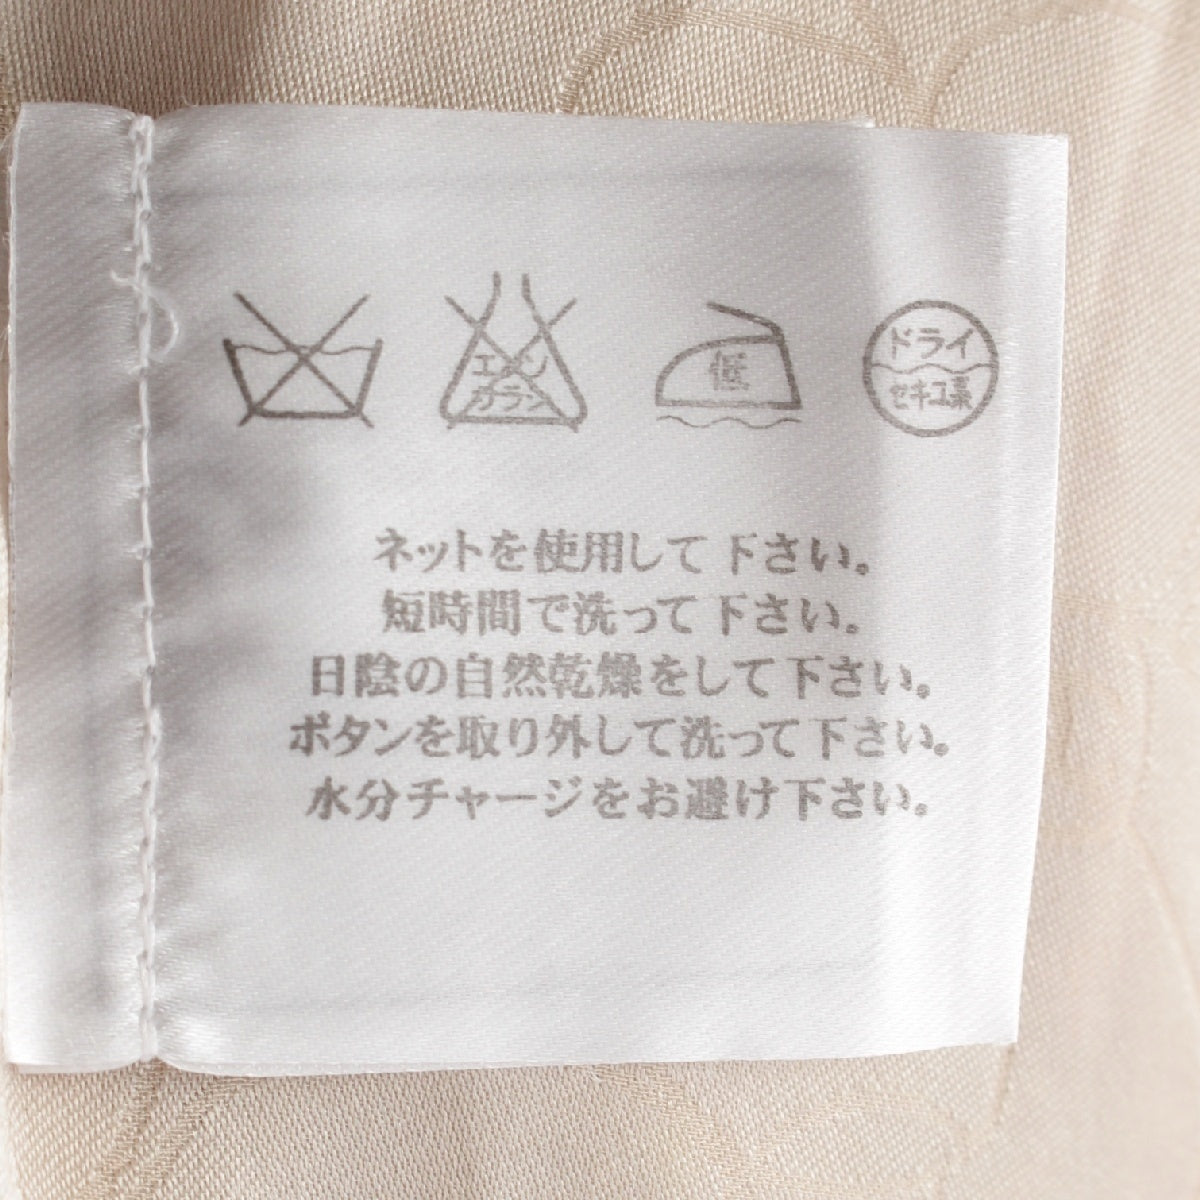 エンソ
サラシ
低
ドライ
セキユ系
ネットを使用して下さい。
短時間で洗って下さい。
日陰の自然乾燥をして下さい。
ボタンを取り外して洗って下さい。
水分チャージをお避け下さい。